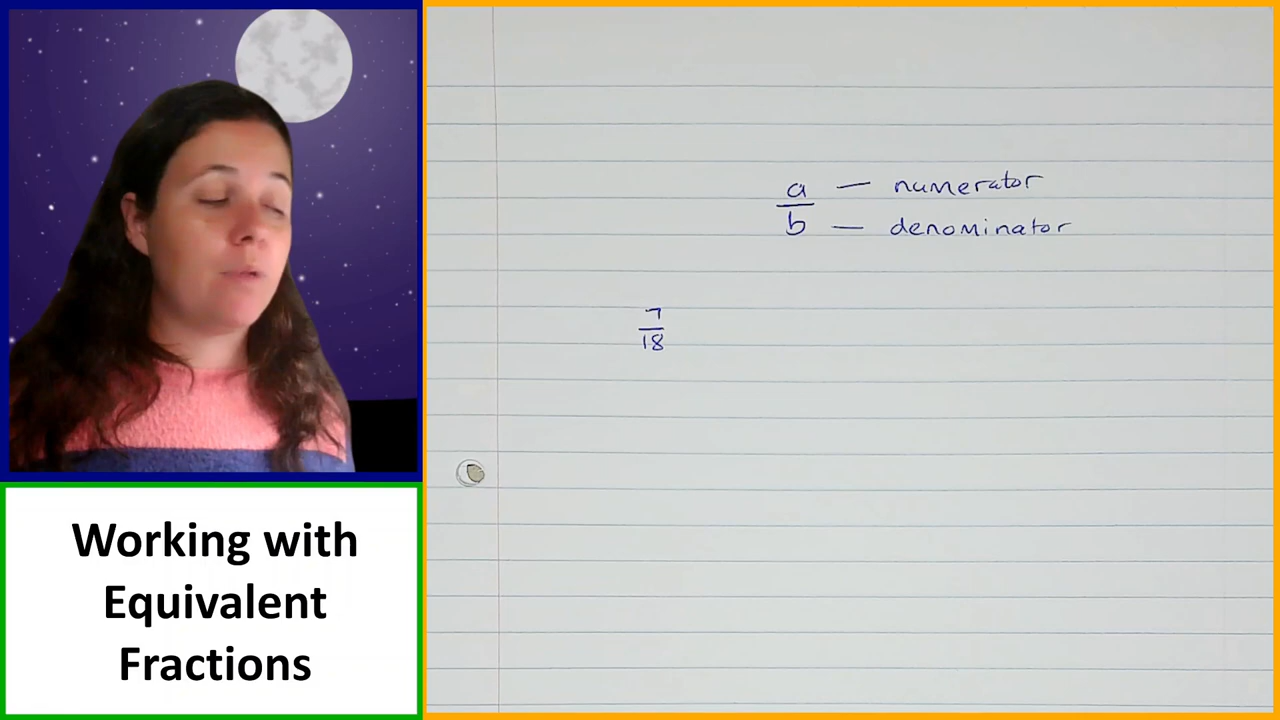 a — numerator
b — denominator
7
18
Working with
Equivalent
Fractions